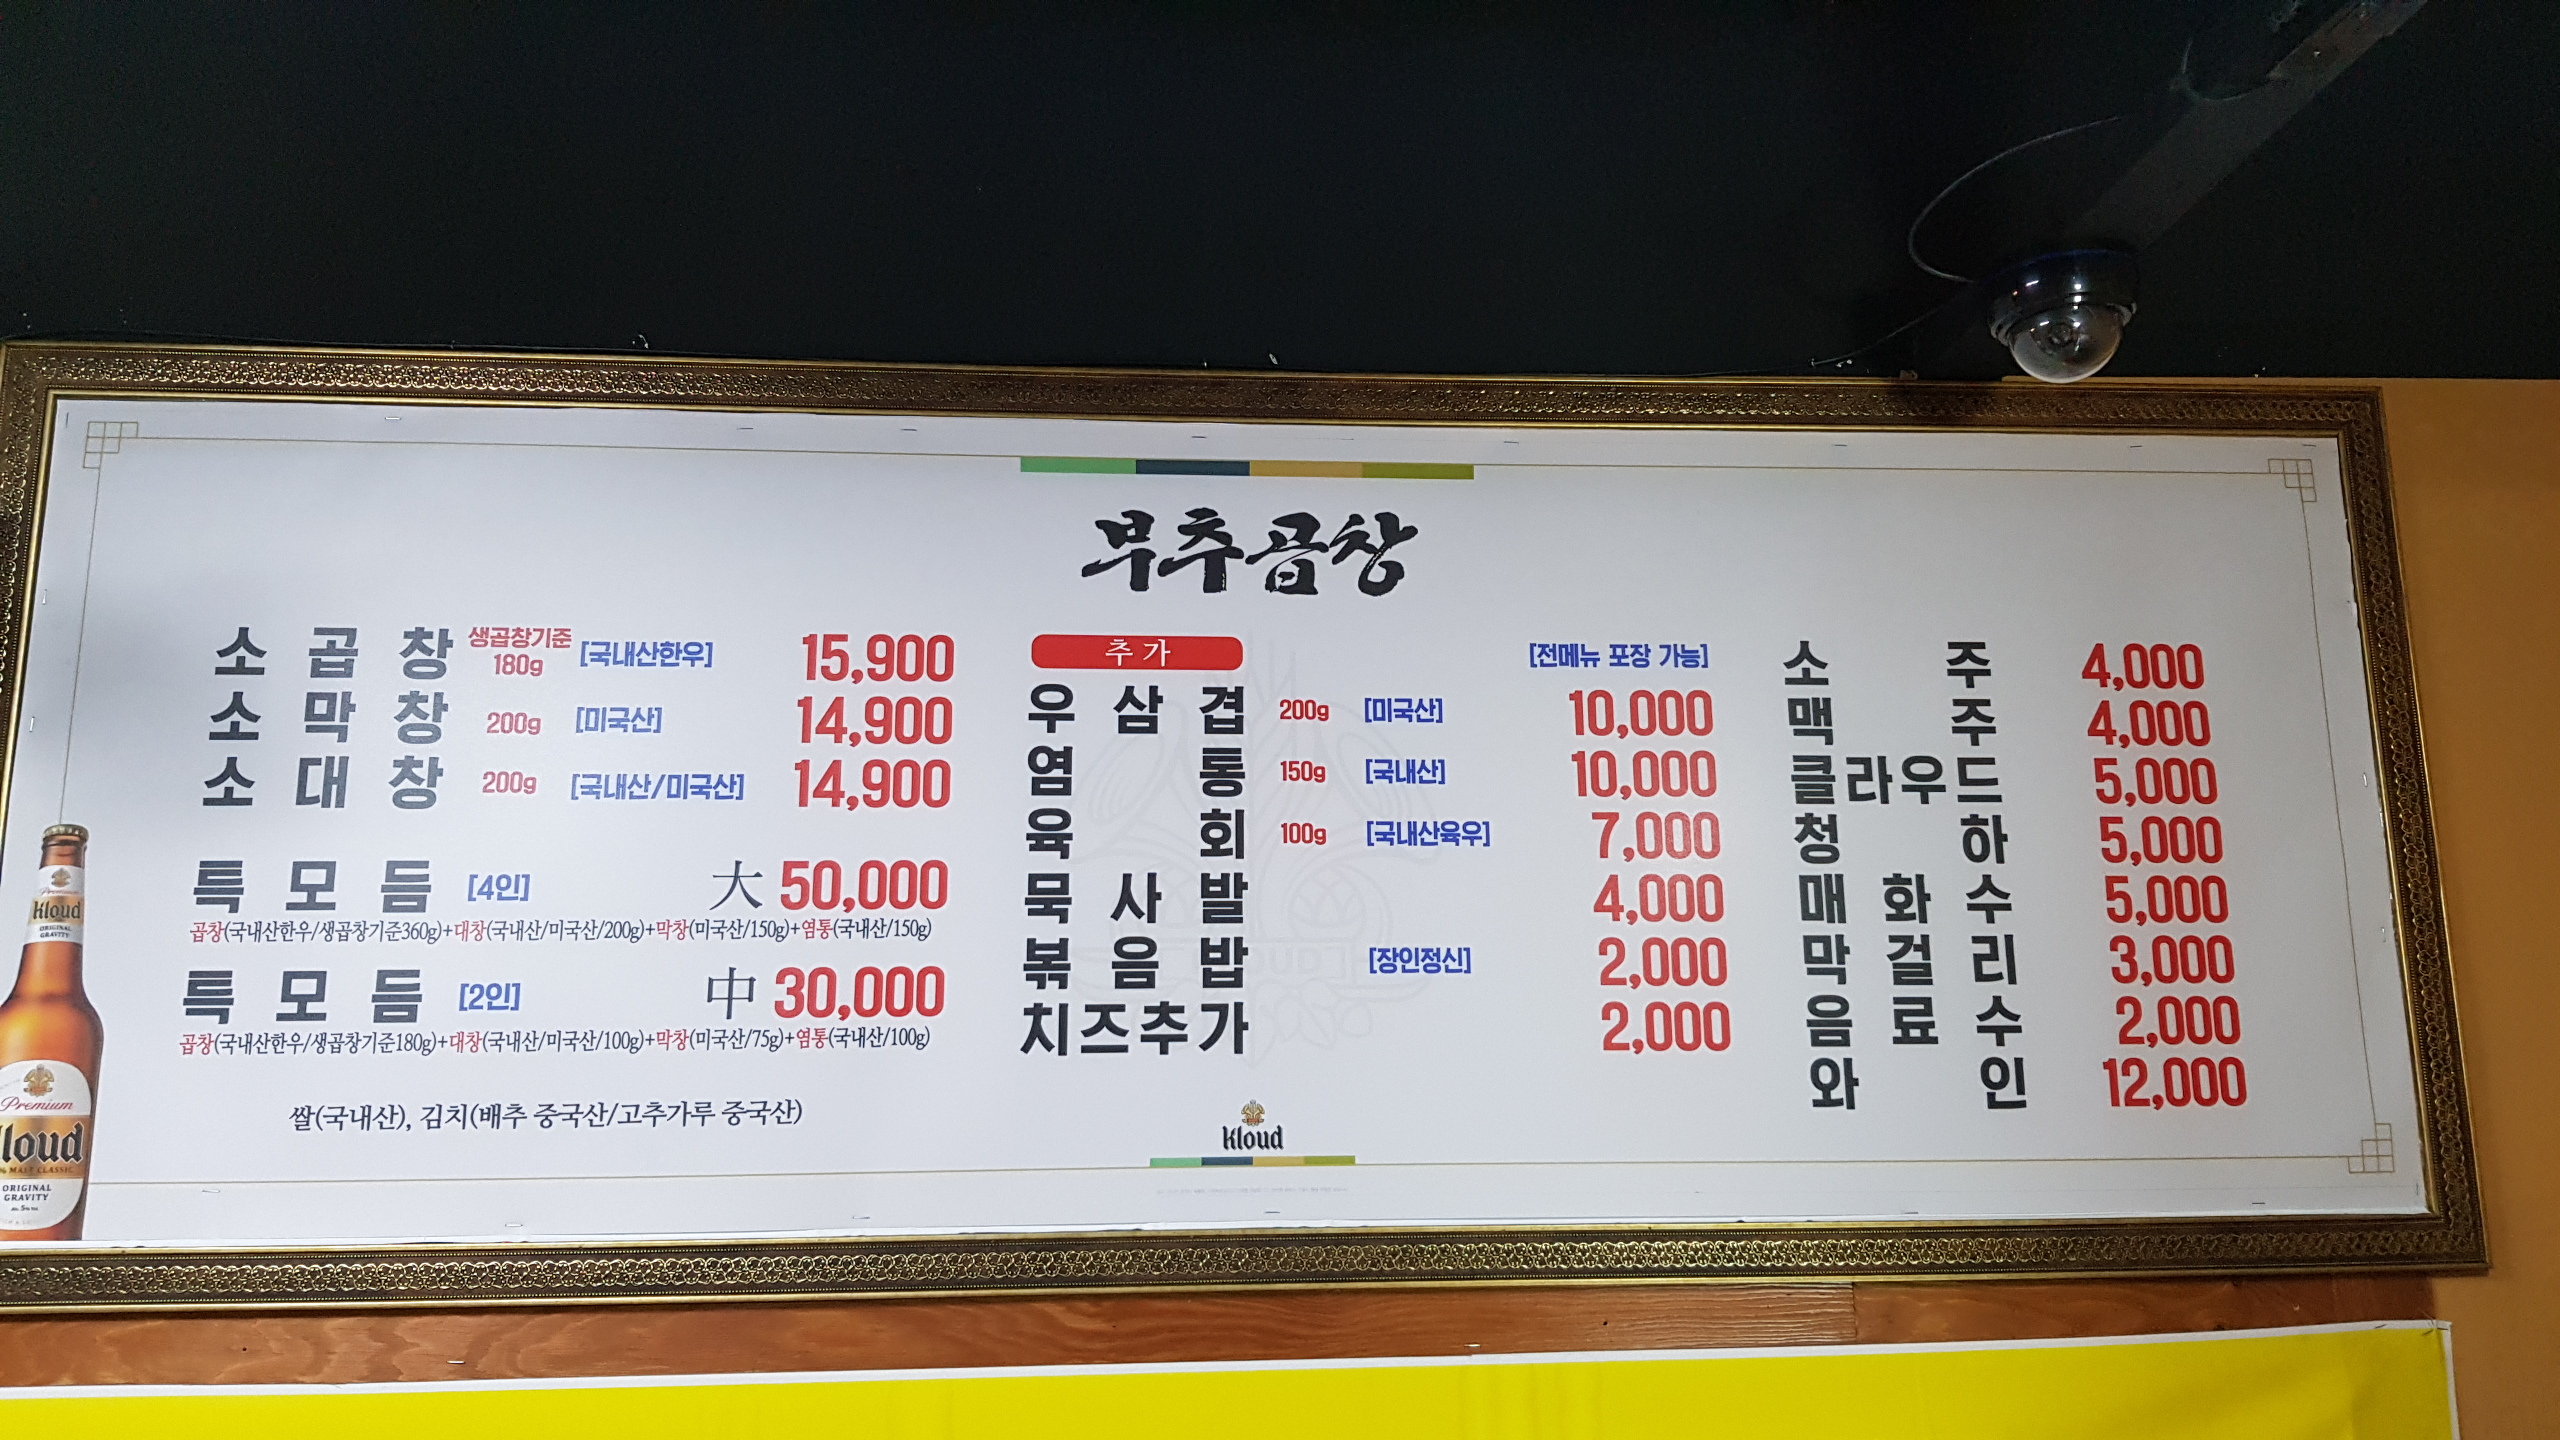 부추곱창
소곱창 생곱창기준 180g [국내산한우] 15,900
소막창 200g [미국산] 14,900
소대창 200g [국내산/미국산] 14,900
특모듬 [4인] 大 50,000
곱창(국내산한우/생곱창기준360g)+대창(국내산/미국산/200g)+막창(미국산/150g)+염통(국내산/150g)
특모듬 [2인] 中 30,000
곱창(국내산한우/생곱창기준180g)+대창(국내산/미국산/100g)+막창(미국산/75g)+염통(국내산/100g)
쌀(국내산), 김치(배추 중국산/고추가루 중국산)
추가 [전메뉴 포장 가능]
우삼겹 200g [미국산] 10,000
염통 150g [국내산] 10,000
육회 100g [국내산육우] 7,000
묵사발 4,000
볶음밥 [장인정신] 2,000
치즈추가 2,000
소주 4,000
맥주 4,000
클라우드 5,000
청하 5,000
매화수 5,000
막걸리 3,000
음료수 2,000
와인 12,000
Kloud
Premium
Kloud
ORIGINAL
GRAVITY
Premium
loud
MALT CLASSIC
ORIGINAL
GRAVITY